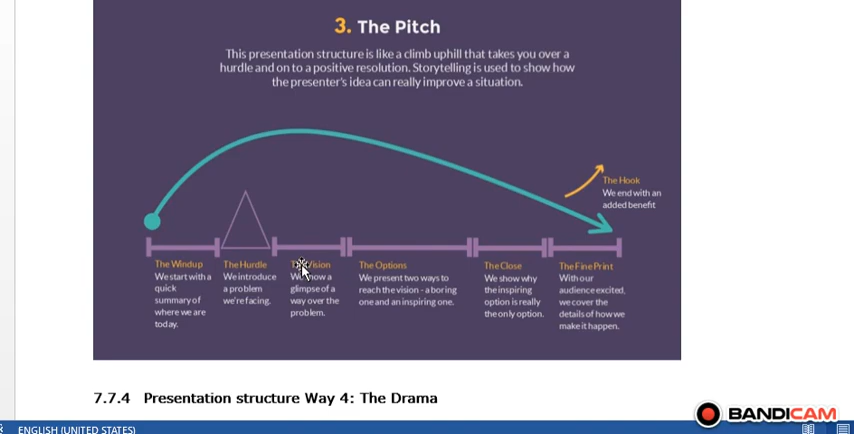 3. The Pitch
This presentation structure is like a climb uphill that takes you over a
hurdle and on to a positive resolution. Storytelling is used to show how
the presenter's idea can really improve a situation.
The Hook
We end with an
added benefit
The Windup
We start with a
quick
summary of
where we are
today.
The Hurdle
We introduce
a problem
we're facing.
Vision
glimpse of a
way over the
problem.
The Options
We present two ways to
reach the vision - a boring
one and an inspiring one.
The Close
We show why
the inspiring
option is really
the only option.
The Fine Print
With our
audience excited,
we cover the
details of how we
make it happen.
7.7.4 Presentation structure Way 4: The Drama
BANDICAM
ENGLISH (UNITED STATES)